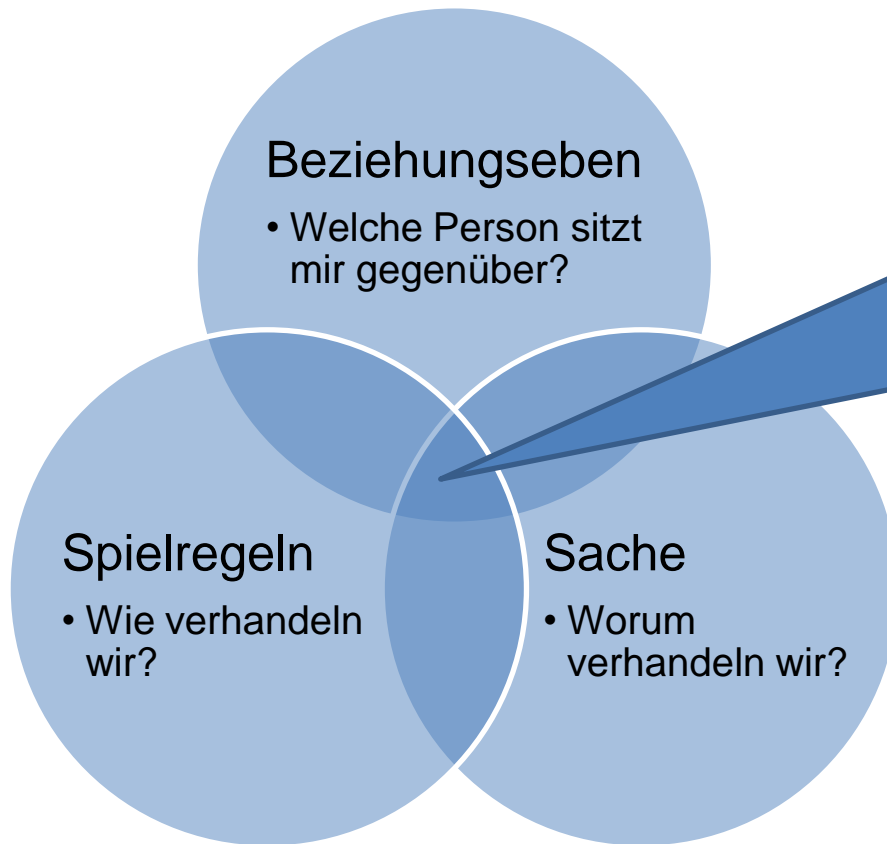 Beziehungseben
• Welche Person sitzt
mir gegenüber?
Spielregeln
• Wie verhandeln
wir?
Sache
• Worum
verhandeln wir?